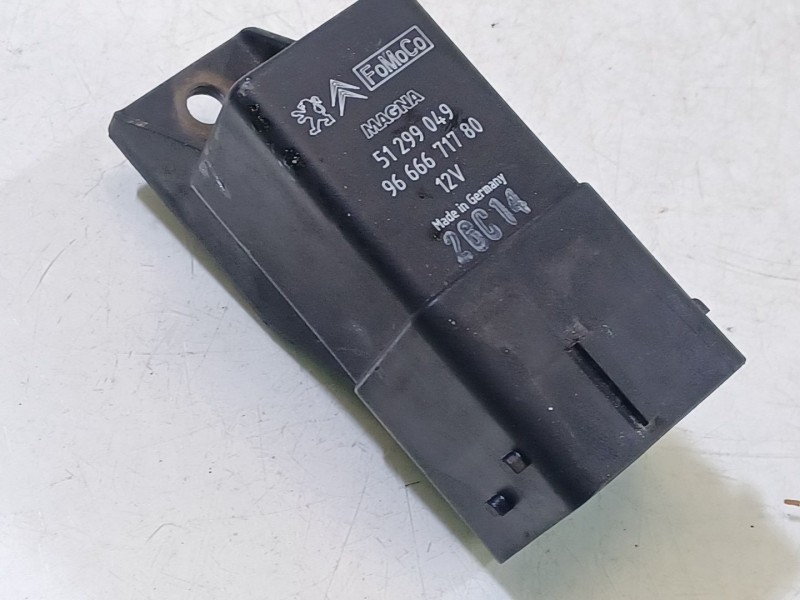 FoMoCo
MAGNA
51 299 049
96 666 717 80
12V
Made in Germany
26C14